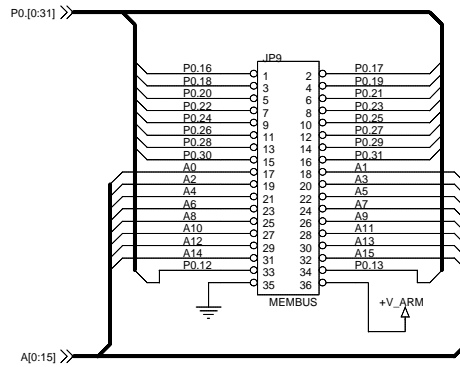 P0.[0:31]
JP9
P0.16 1 2 P0.17
P0.18 3 4 P0.19
P0.20 5 6 P0.21
P0.22 7 8 P0.23
P0.24 9 10 P0.25
P0.26 11 12 P0.27
P0.28 13 14 P0.29
P0.30 15 16 P0.31
A0 17 18 A1
A2 19 20 A3
A4 21 22 A5
A6 23 24 A7
A8 25 26 A9
A10 27 28 A11
A12 29 30 A13
A14 31 32 A15
P0.12 33 34 P0.13
35 36
MEMBUS
+V_ARM
A[0:15]